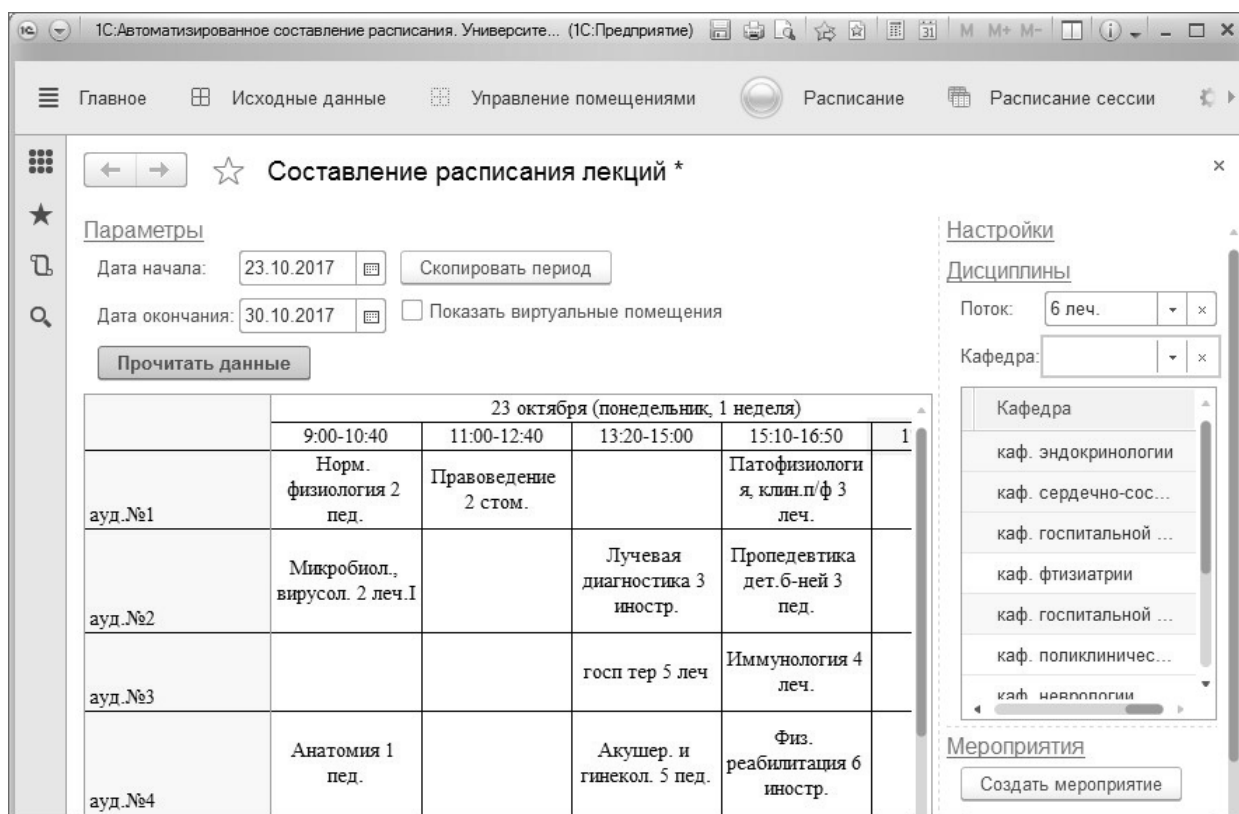 1С:Автоматизированное составление расписания. Университе... (1С:Предприятие) 31 M M+ M-
Главное Исходные данные Управление помещениями Расписание Расписание сессии
Составление расписания лекций *
Параметры
Дата начала: 23.10.2017 Скопировать период
Дата окончания: 30.10.2017 Показать виртуальные помещения
Прочитать данные
23 октября (понедельник, 1 неделя)
9:00-10:40 11:00-12:40 13:20-15:00 15:10-16:50 1
ауд.№1
Норм.
физиология 2
пед.
Правоведение
2 стом.
Патофизиологи
я, клин.п/ф 3
леч.
ауд.№2
Микробиол.,
вирусол. 2 леч.I
Лучевая
диагностика 3
иностр.
Пропедевтика
дет.б-ней 3
пед.
ауд.№3
госп тер 5 леч
Иммунология 4
леч.
ауд.№4
Анатомия 1
пед.
Акушер. и
гинекол. 5 пед.
Физ.
реабилитация 6
иностр.
Настройки
Дисциплины
Поток: 6 леч.
Кафедра:
Кафедра
каф. эндокринологии
каф. сердечно-сос...
каф. госпитальной ...
каф. фтизиатрии
каф. госпитальной ...
каф. поликлиничес...
каф. неврологии
Мероприятия
Создать мероприятие